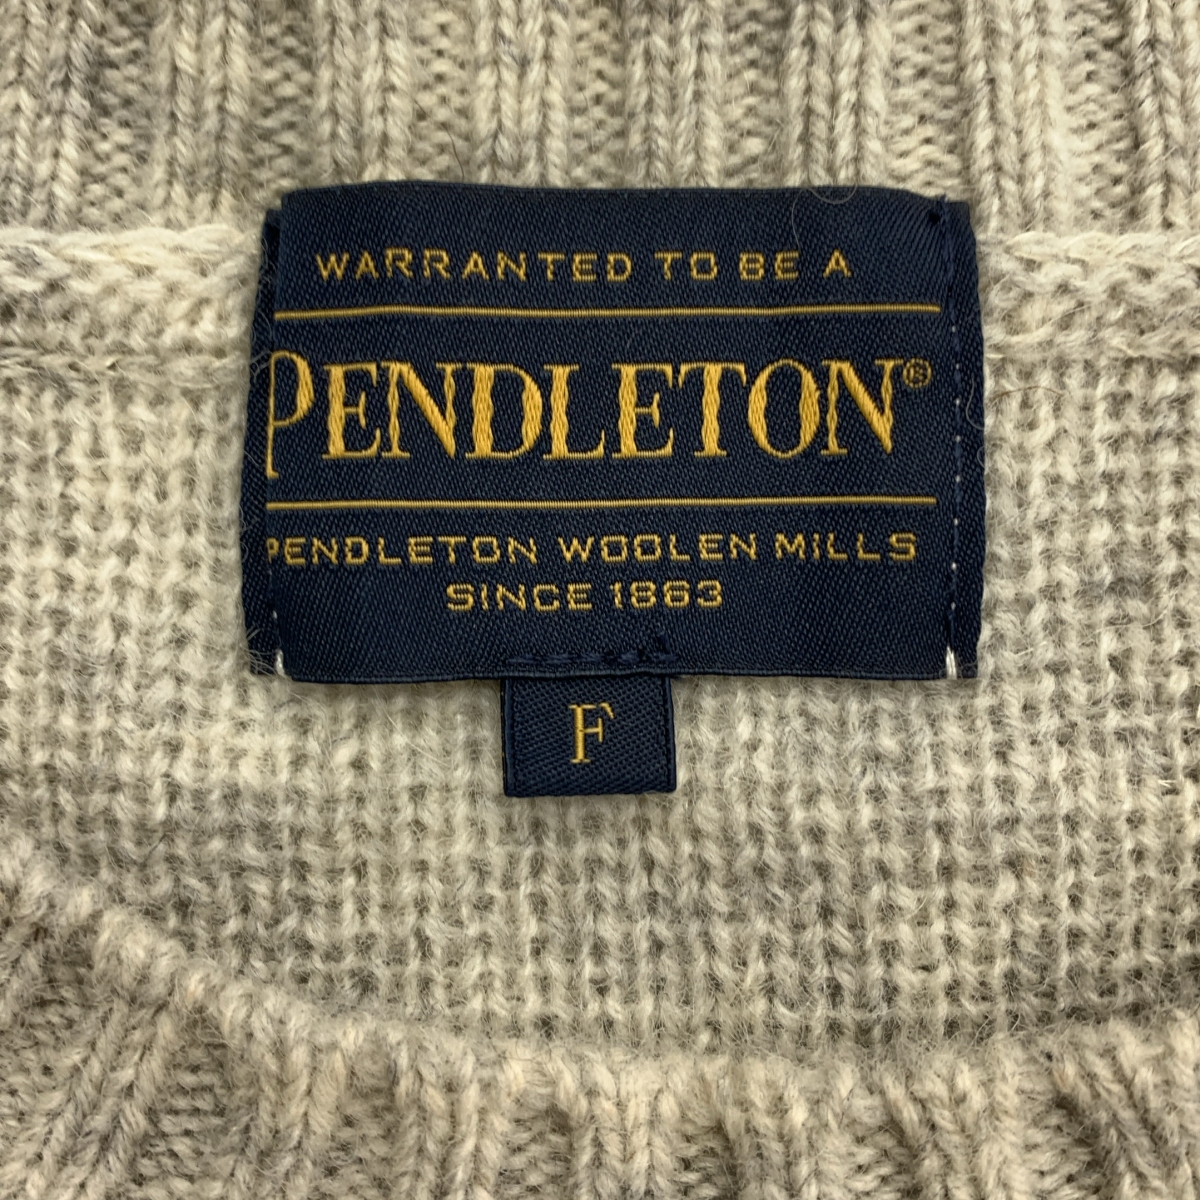 WARRANTED TO BE A
PENDLETON®
PENDLETON WOOLEN MILLS
SINCE 1863
F